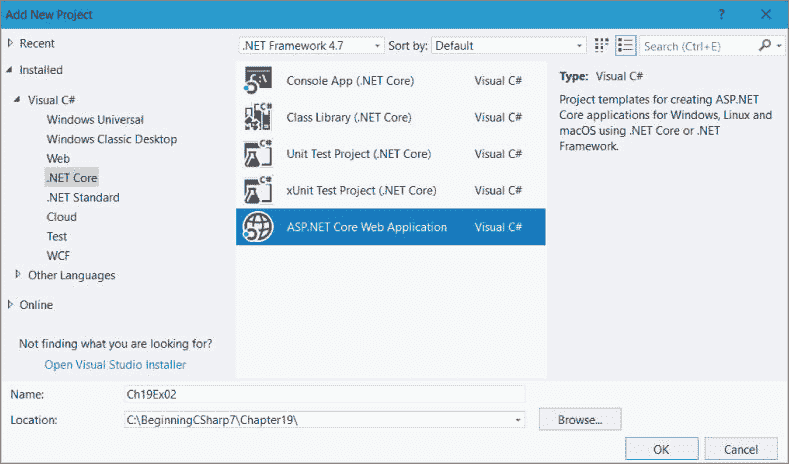 Add New Project
?
Recent
Installed
Visual C#
Windows Universal
Windows Classic Desktop
Web
.NET Core
.NET Standard
Cloud
Test
WCF
Other Languages
Online
Not finding what you are looking for?
Open Visual Studio Installer
.NET Framework 4.7
Sort by: Default
Search (Ctrl+E)
Console App (.NET Core) Visual C#
Class Library (.NET Core) Visual C#
Unit Test Project (.NET Core) Visual C#
xUnit Test Project (.NET Core) Visual C#
ASP.NET Core Web Application Visual C#
Type: Visual C#
Project templates for creating ASP.NET
Core applications for Windows, Linux and
macOS using .NET Core or .NET
Framework.
Name: Ch19Ex02
Location: C:\BeginningCSharp7\Chapter19\
Browse...
OK Cancel